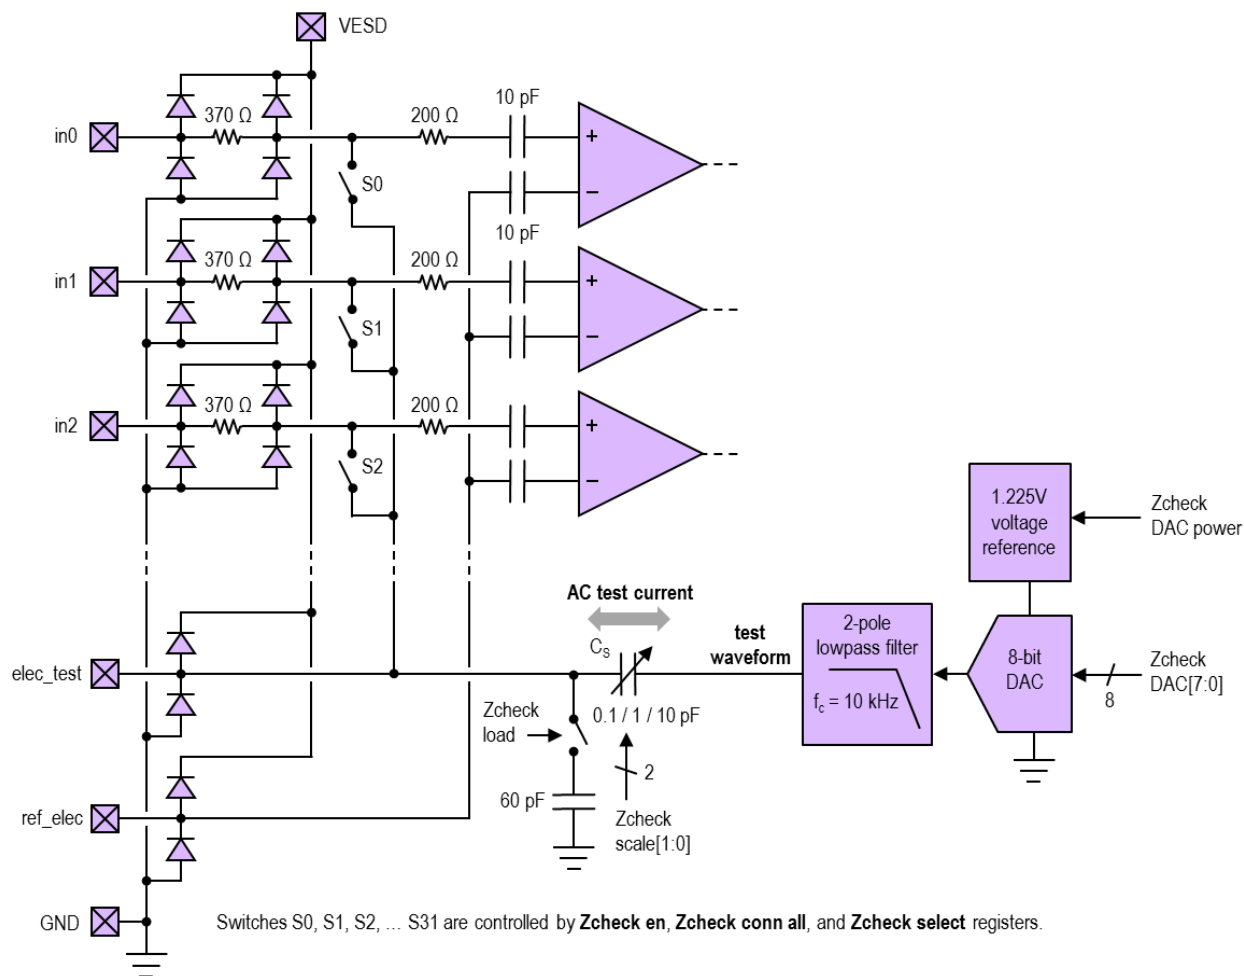 VESD
10 pF
370 Ω
200 Ω
in0
+
S0
−
10 pF
370 Ω
200 Ω
in1
+
S1
−
370 Ω
200 Ω
in2
+
S2
−
1.225V
voltage
reference
Zcheck
DAC power
AC test current
C_S
test
waveform
2-pole
lowpass filter
f_c = 10 kHz
8-bit
DAC
Zcheck
DAC[7:0]
8
elec_test
Zcheck
load
0.1 / 1 / 10 pF
2
60 pF
Zcheck
scale[1:0]
ref_elec
GND
Switches S0, S1, S2, ... S31 are controlled by Zcheck en, Zcheck conn all, and Zcheck select registers.